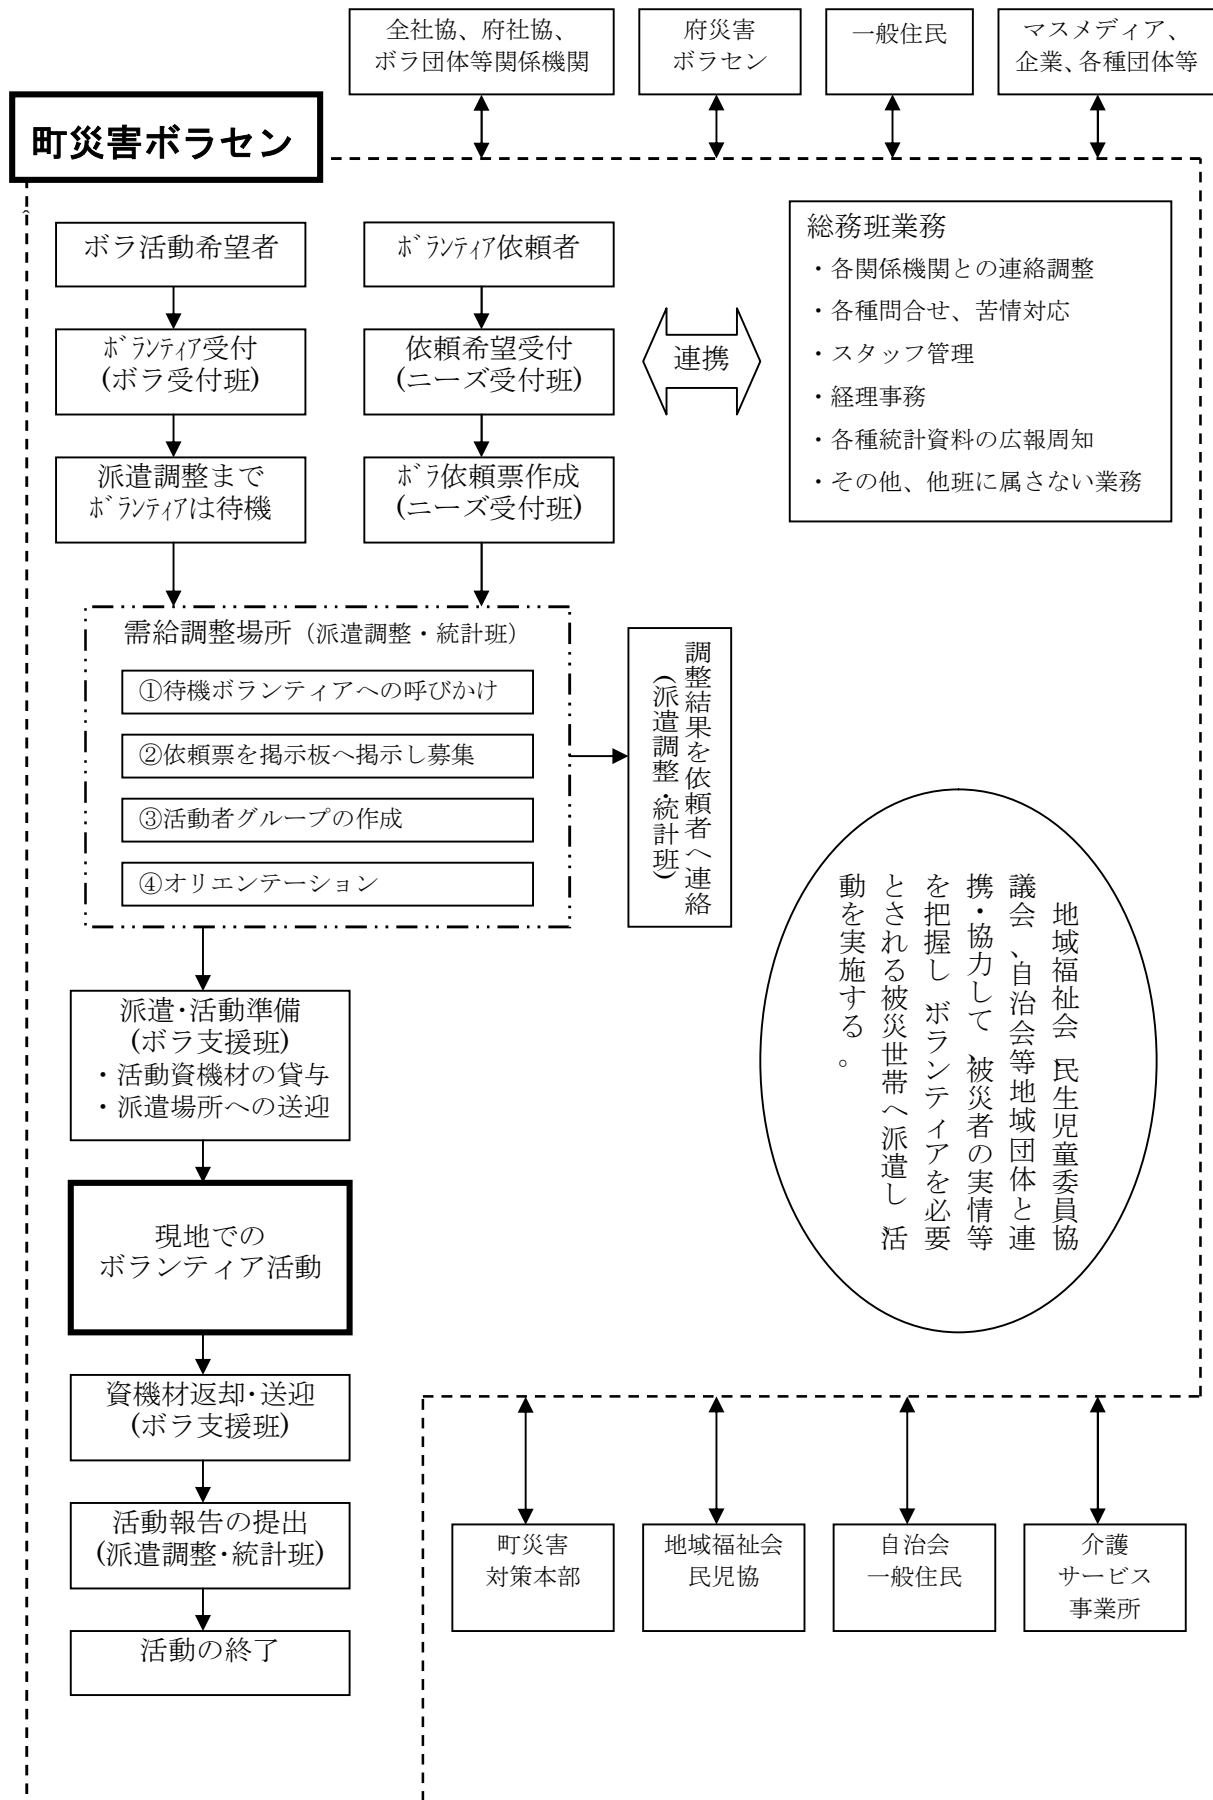 全社協、府社協、
ボラ団体等関係機関
府災害
ボラセン
一般住民
マスメディア、
企業、各種団体等
町災害ボラセン
ボラ活動希望者
ﾎﾞﾗﾝﾃｨｱ依頼者
ﾎﾞﾗﾝﾃｨｱ受付
(ボラ受付班)
依頼希望受付
(ニーズ受付班)
連携
総務班業務
・各関係機関との連絡調整
・各種問合せ、苦情対応
・スタッフ管理
・経理事務
・各種統計資料の広報周知
・その他、他班に属さない業務
派遣調整まで
ﾎﾞﾗﾝﾃｨｱは待機
ﾎﾞﾗ依頼票作成
(ニーズ受付班)
需給調整場所（派遣調整・統計班）
①待機ボランティアへの呼びかけ
②依頼票を掲示板へ掲示し募集
③活動者グループの作成
④オリエンテーション
調整結果を依頼者へ連絡
(派遣調整・統計班)
地域福祉会、民生児童委員協
議会、自治会等地域団体と連
携・協力して、被災者の実情等
を把握し、ボランティアを必要
とされる被災世帯へ派遣し、活
動を実施する。
派遣・活動準備
(ボラ支援班)
・活動資機材の貸与
・派遣場所への送迎
現地での
ボランティア活動
資機材返却・送迎
(ボラ支援班)
活動報告の提出
(派遣調整・統計班)
活動の終了
町災害
対策本部
地域福祉会
民児協
自治会
一般住民
介護
サービス
事業所